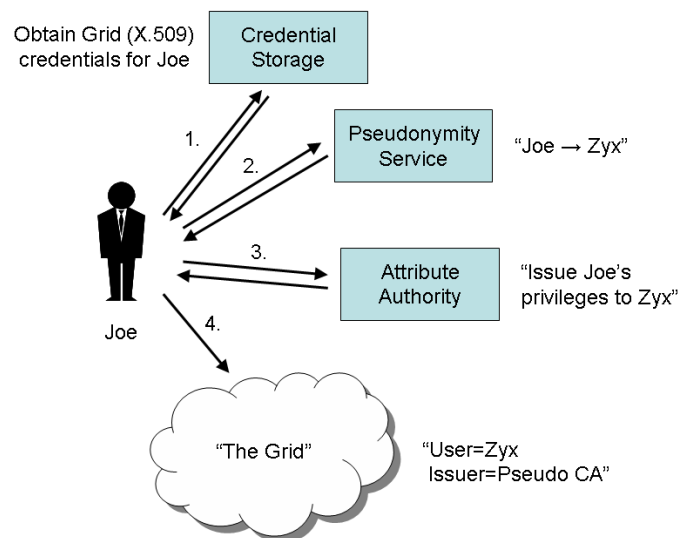 Obtain Grid (X.509)
credentials for Joe
Credential
Storage
1.
Pseudonymity
Service
“Joe → Zyx”
2.
3.
Attribute
Authority
“Issue Joe’s
privileges to Zyx”
Joe
4.
“The Grid”
“User=Zyx
Issuer=Pseudo CA”